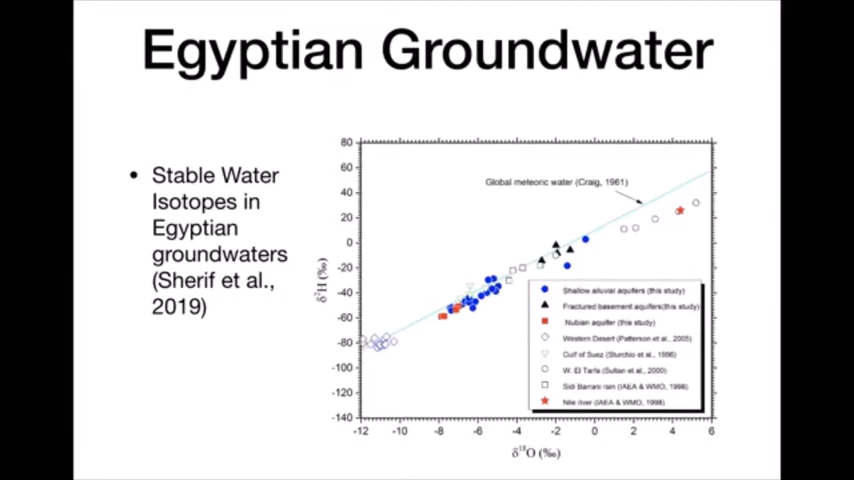 Egyptian Groundwater
• Stable Water
Isotopes in
Egyptian
groundwaters
(Sherif et al.,
2019)
80
60
40
20
0
-20
-40
-60
-80
-100
-120
-140
δ²H (‰)
Global meteoric water (Craig, 1961)
Shallow alluvial aquifers (this study)
Fractured basement aquifers(this study)
Nubian aquifer (this study)
Western Desert (Patterson et al., 2005)
Gulf of Suez (Sturchio et al., 1996)
W. El Tarfa (Sultan et al., 2000)
Sidi Barrani rain (IAEA & WMO, 1998)
Nile river (IAEA & WMO, 1998)
-12 -10 -8 -6 -4 -2 0 2 4 6
δ¹⁸O (‰)